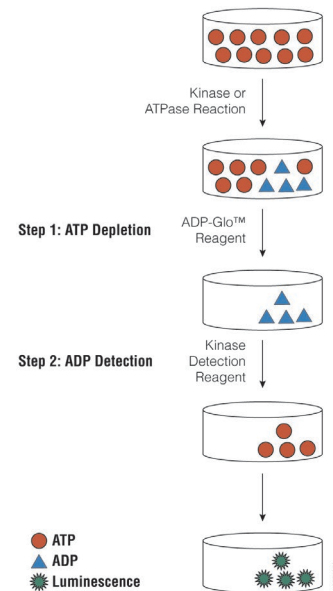 Kinase or
ATPase Reaction
Step 1: ATP Depletion
ADP-Glo™
Reagent
Step 2: ADP Detection
Kinase
Detection
Reagent
ATP
ADP
Luminescence